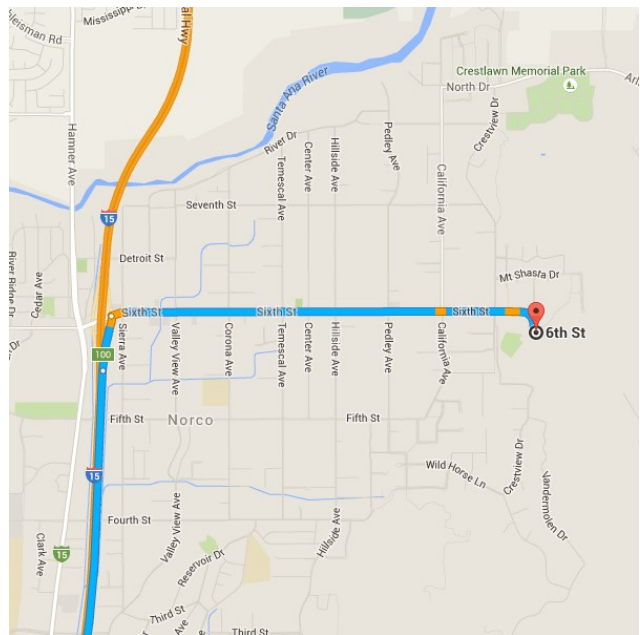 Mississippi
Hamner Ave
al Hwy
Santa Ana River
Crestlawn Memorial Park
North Dr
Crestview Dr
River Dr
Pedley Ave
California Ave
Hillside Ave
Center Ave
Temescal Ave
Seventh St
15
Detroit St
Cedar Ave
River Ridge Dr
Mt Shasta Dr
Sixth St
Sixth St
Sixth St
6th St
100
Sierra Ave
Valley View Ave
Corona Ave
Temescal Ave
Center Ave
Hillside Ave
Pedley Ave
California Ave
Fifth St
Norco
Fifth St
15
Wild Horse Ln
Crestview Dr
Vandermolen Dr
Fourth St
Valley View Ave
Hillside Ave
Clark Ave
15
Reservoir Dr
Third St
Third St